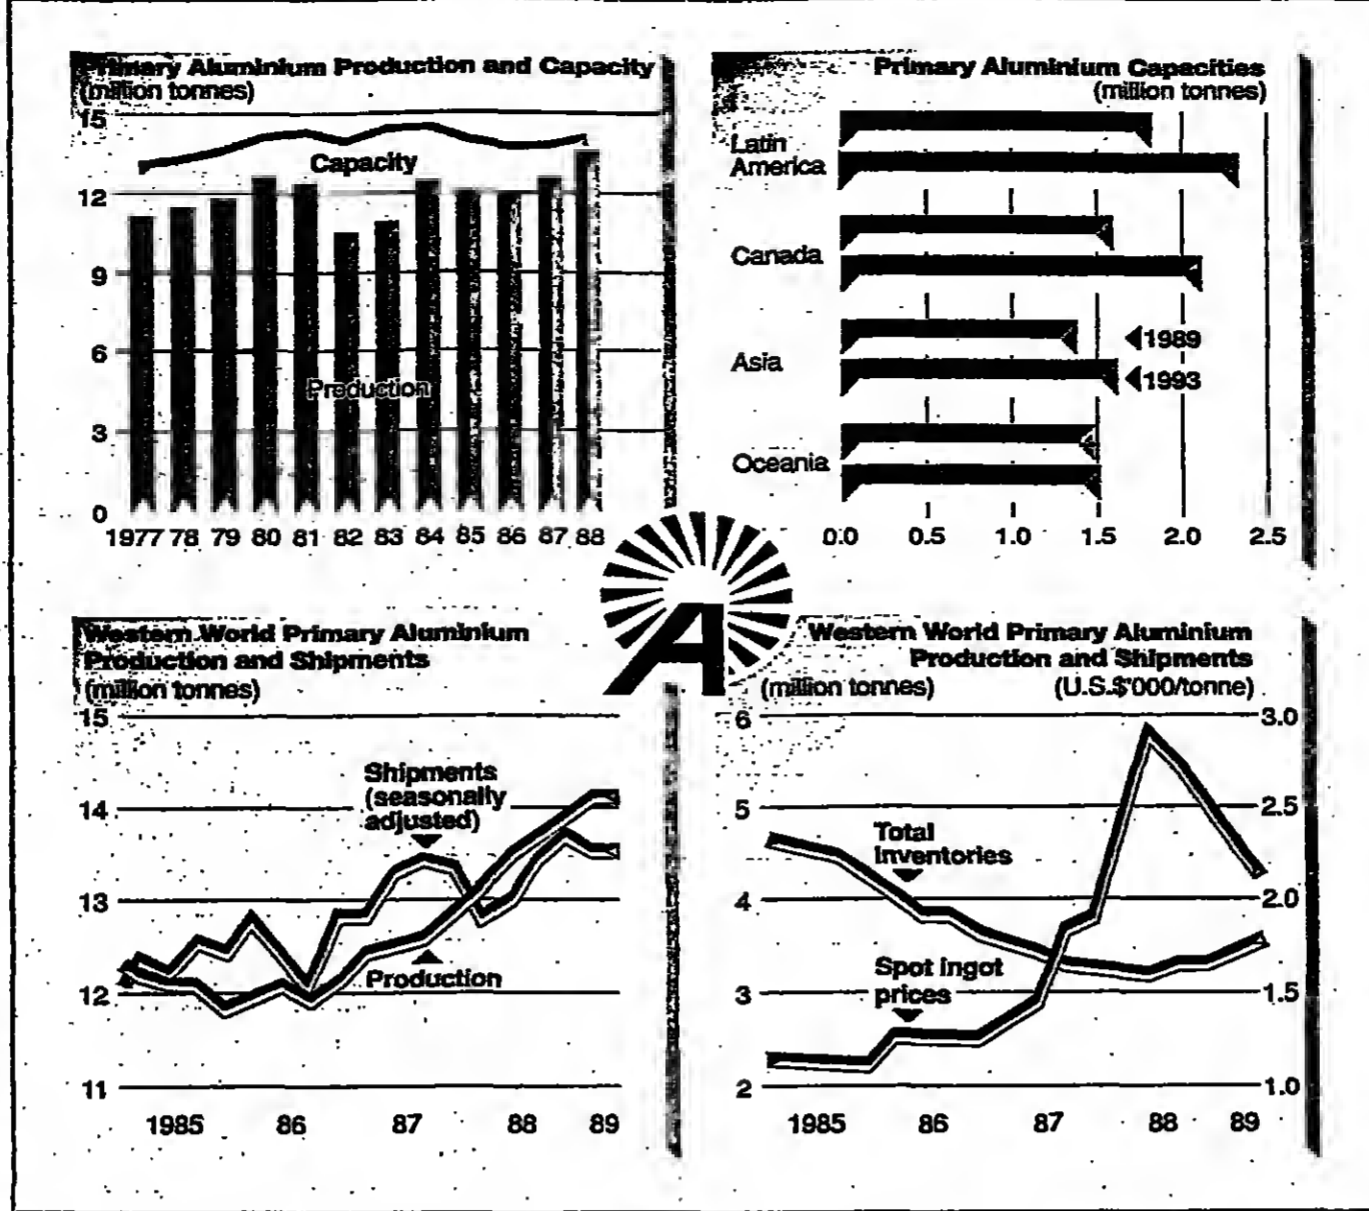 Primary Aluminium Production and Capacity
(million tonnes)
15
Capacity
12
9
6
Production
3
0
1977 78 79 80 81 82 83 84 85 86 87 88
Primary Aluminium Capacities
(million tonnes)
Latin
America
Canada
1989
Asia
1993
Oceania
0.0 0.5 1.0 1.5 2.0 2.5
A
Western World Primary Aluminium
Production and Shipments
(million tonnes)
15
Shipments
(seasonally
adjusted)
14
13
Production
12
11
1985 86 87 88 89
Western World Primary Aluminium
Production and Shipments
(million tonnes) (U.S.$'000/tonne)
6 3.0
5 2.5
Total
Inventories
4 2.0
Spot ingot
prices
3 1.5
2 1.0
1985 86 87 88 89